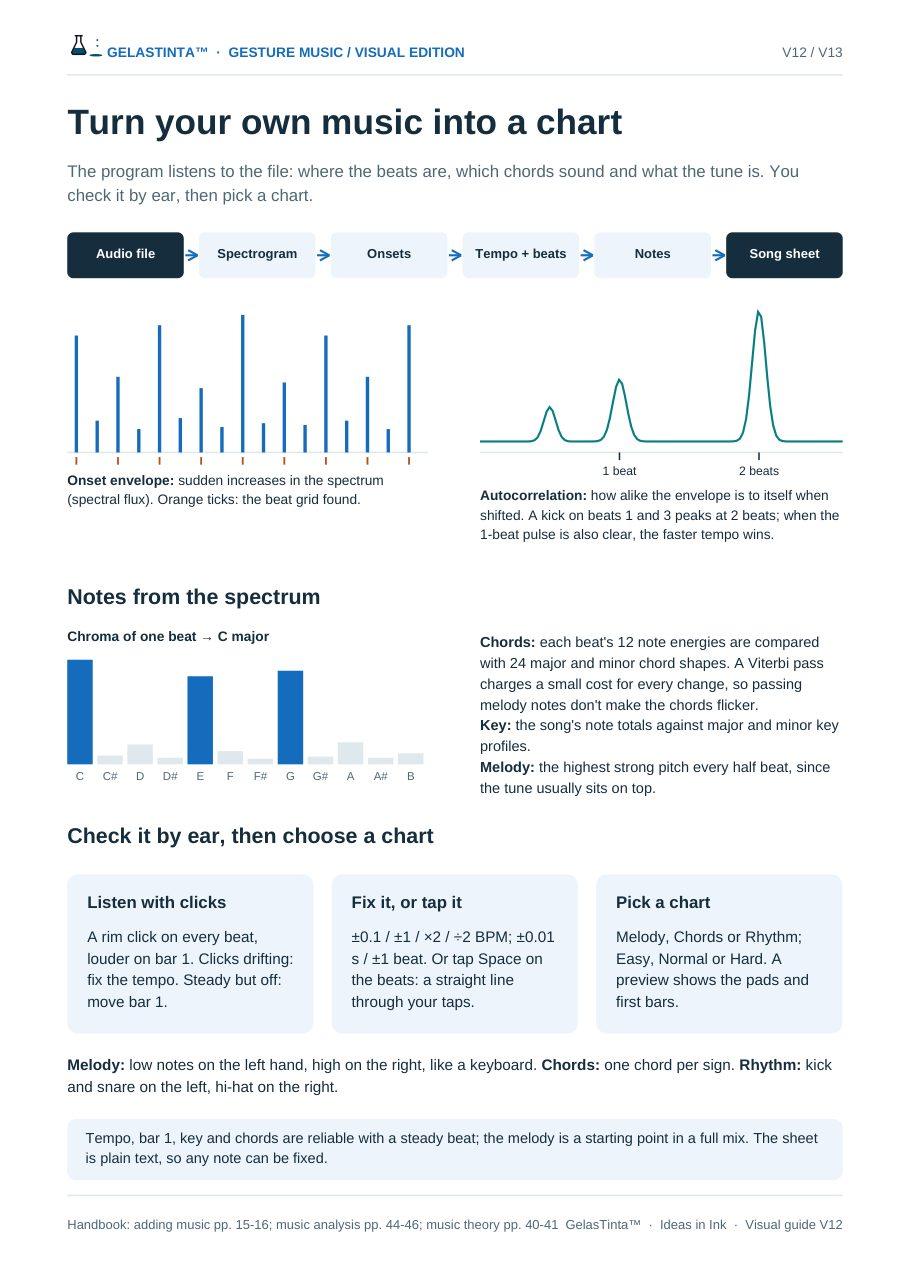 GELASTINTA™ · GESTURE MUSIC / VISUAL EDITION
V12 / V13
Turn your own music into a chart
The program listens to the file: where the beats are, which chords sound and what the tune is. You
check it by ear, then pick a chart.
Audio file
Spectrogram
Onsets
Tempo + beats
Notes
Song sheet
Onset envelope: sudden increases in the spectrum
(spectral flux). Orange ticks: the beat grid found.
1 beat
2 beats
Autocorrelation: how alike the envelope is to itself when
shifted. A kick on beats 1 and 3 peaks at 2 beats; when the
1-beat pulse is also clear, the faster tempo wins.
Notes from the spectrum
Chroma of one beat → C major
C C# D D# E F F# G G# A A# B
Chords: each beat's 12 note energies are compared
with 24 major and minor chord shapes. A Viterbi pass
charges a small cost for every change, so passing
melody notes don't make the chords flicker.
Key: the song's note totals against major and minor key
profiles.
Melody: the highest strong pitch every half beat, since
the tune usually sits on top.
Check it by ear, then choose a chart
Listen with clicks
A rim click on every beat,
louder on bar 1. Clicks drifting:
fix the tempo. Steady but off:
move bar 1.
Fix it, or tap it
±0.1 / ±1 / ×2 / ÷2 BPM; ±0.01
s / ±1 beat. Or tap Space on
the beats: a straight line
through your taps.
Pick a chart
Melody, Chords or Rhythm;
Easy, Normal or Hard. A
preview shows the pads and
first bars.
Melody: low notes on the left hand, high on the right, like a keyboard. Chords: one chord per sign. Rhythm: kick
and snare on the left, hi-hat on the right.
Tempo, bar 1, key and chords are reliable with a steady beat; the melody is a starting point in a full mix. The sheet
is plain text, so any note can be fixed.
Handbook: adding music pp. 15-16; music analysis pp. 44-46; music theory pp. 40-41
GelasTinta™ · Ideas in Ink · Visual guide V12